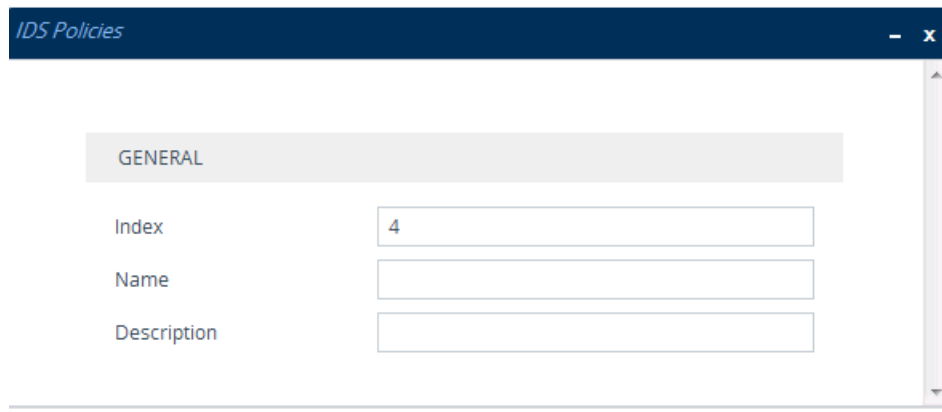 IDS Policies
– x
GENERAL
Index 4
Name
Description